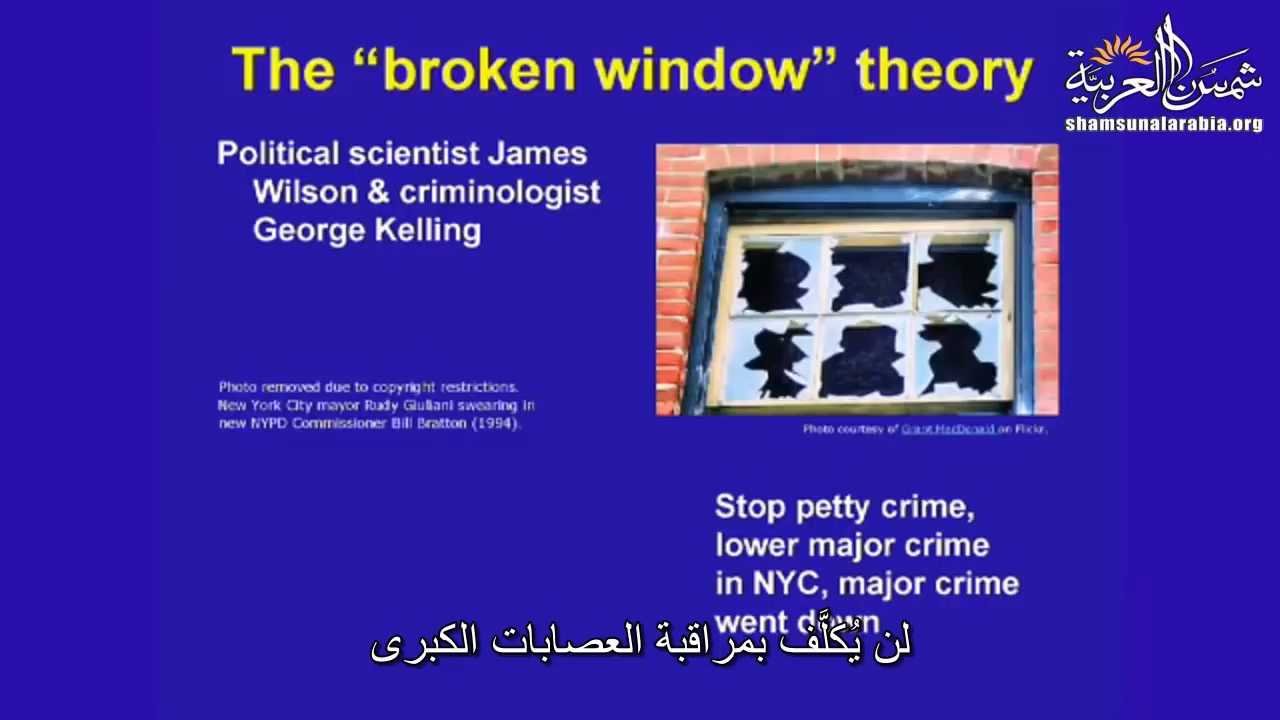 The “broken window” theory
شمس العربية
shamsunalarabia.org
Political scientist James
Wilson & criminologist
George Kelling
Photo removed due to copyright restrictions.
New York City mayor Rudy Giuliani swearing in
new NYPD Commissioner Bill Bratton (1994).
Photo courtesy of Grant MacDonald on Flickr.
Stop petty crime,
lower major crime
in NYC, major crime
went down
لن يُكَلَّف بمراقبة العصابات الكبرى